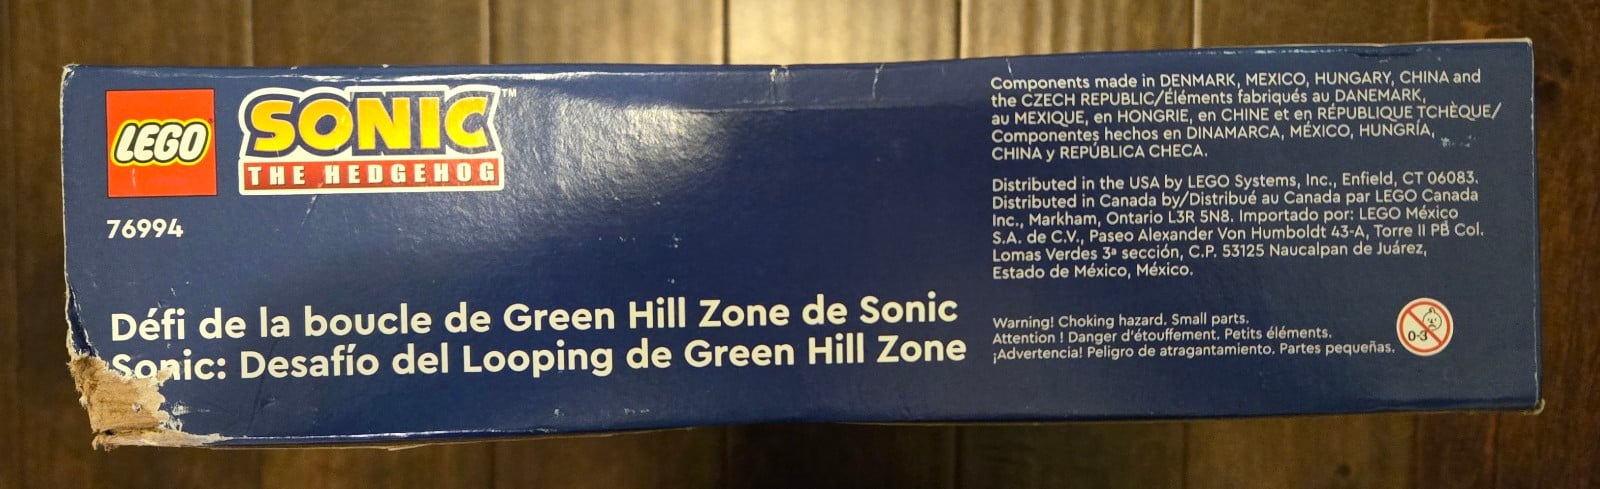 LEGO
SONIC™
THE HEDGEHOG
76994
Défi de la boucle de Green Hill Zone de Sonic
Sonic: Desafío del Looping de Green Hill Zone
Components made in DENMARK, MEXICO, HUNGARY, CHINA and
the CZECH REPUBLIC/Éléments fabriqués au DANEMARK,
au MEXIQUE, en HONGRIE, en CHINE et en RÉPUBLIQUE TCHÈQUE/
Componentes hechos en DINAMARCA, MÉXICO, HUNGRÍA,
CHINA y REPÚBLICA CHECA.
Distributed in the USA by LEGO Systems, Inc., Enfield, CT 06083.
Distributed in Canada by/Distribué au Canada par LEGO Canada
Inc., Markham, Ontario L3R 5N8. Importado por: LEGO México
S.A. de C.V., Paseo Alexander Von Humboldt 43-A, Torre II PB Col.
Lomas Verdes 3ª sección, C.P. 53125 Naucalpan de Juárez,
Estado de México, México.
Warning! Choking hazard. Small parts.
Attention ! Danger d'étouffement. Petits éléments.
¡Advertencia! Peligro de atragantamiento. Partes pequeñas.
0-3